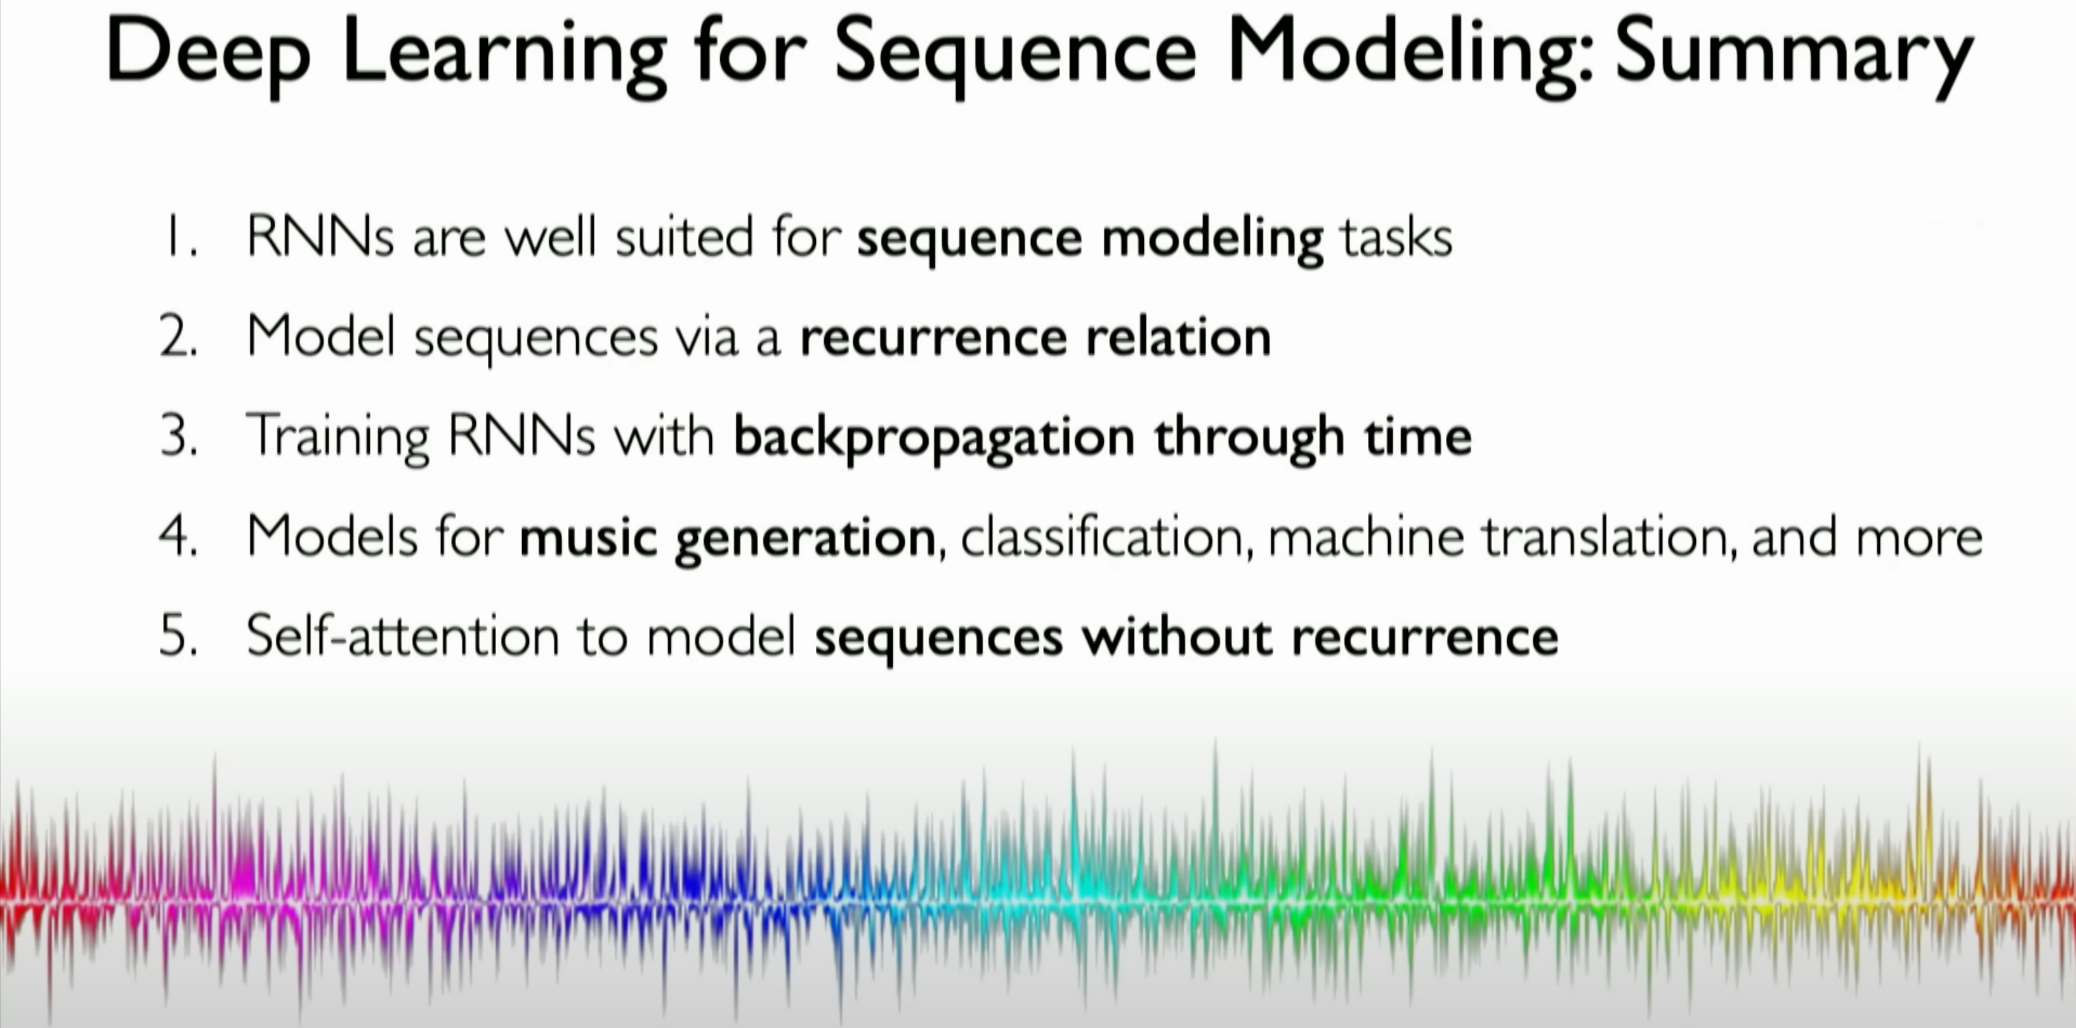 Deep Learning for Sequence Modeling: Summary
1. RNNs are well suited for sequence modeling tasks
2. Model sequences via a recurrence relation
3. Training RNNs with backpropagation through time
4. Models for music generation, classification, machine translation, and more
5. Self-attention to model sequences without recurrence